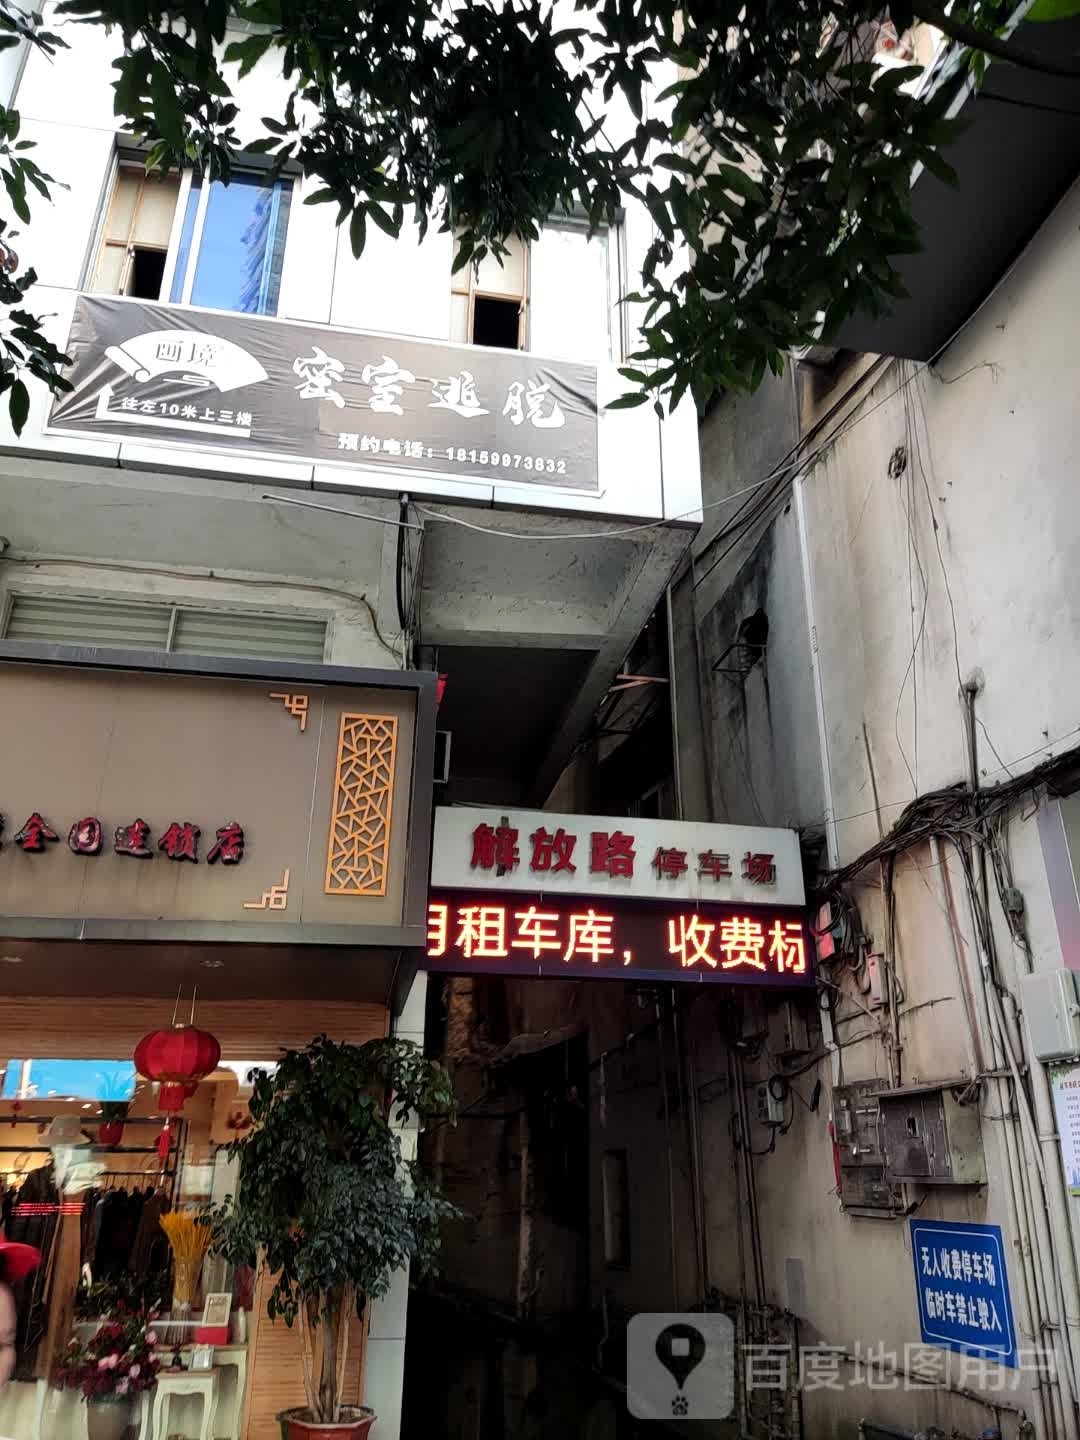 画境
往左10米上三楼
密室逃脱
预约电话：18159973832
全国连锁店
解放路 停车场
月租车库，收费标
无人收费停车场
临时车禁止驶入
百度地图用户